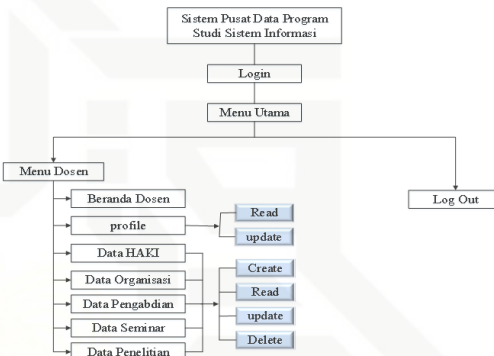 Sistem Pusat Data Program
Studi Sistem Informasi
Login
Menu Utama
Menu Dosen
Log Out
Beranda Dosen
profile
Read
update
Data HAKI
Data Organisasi
Data Pengabdian
Data Seminar
Data Penelitian
Create
Read
update
Delete